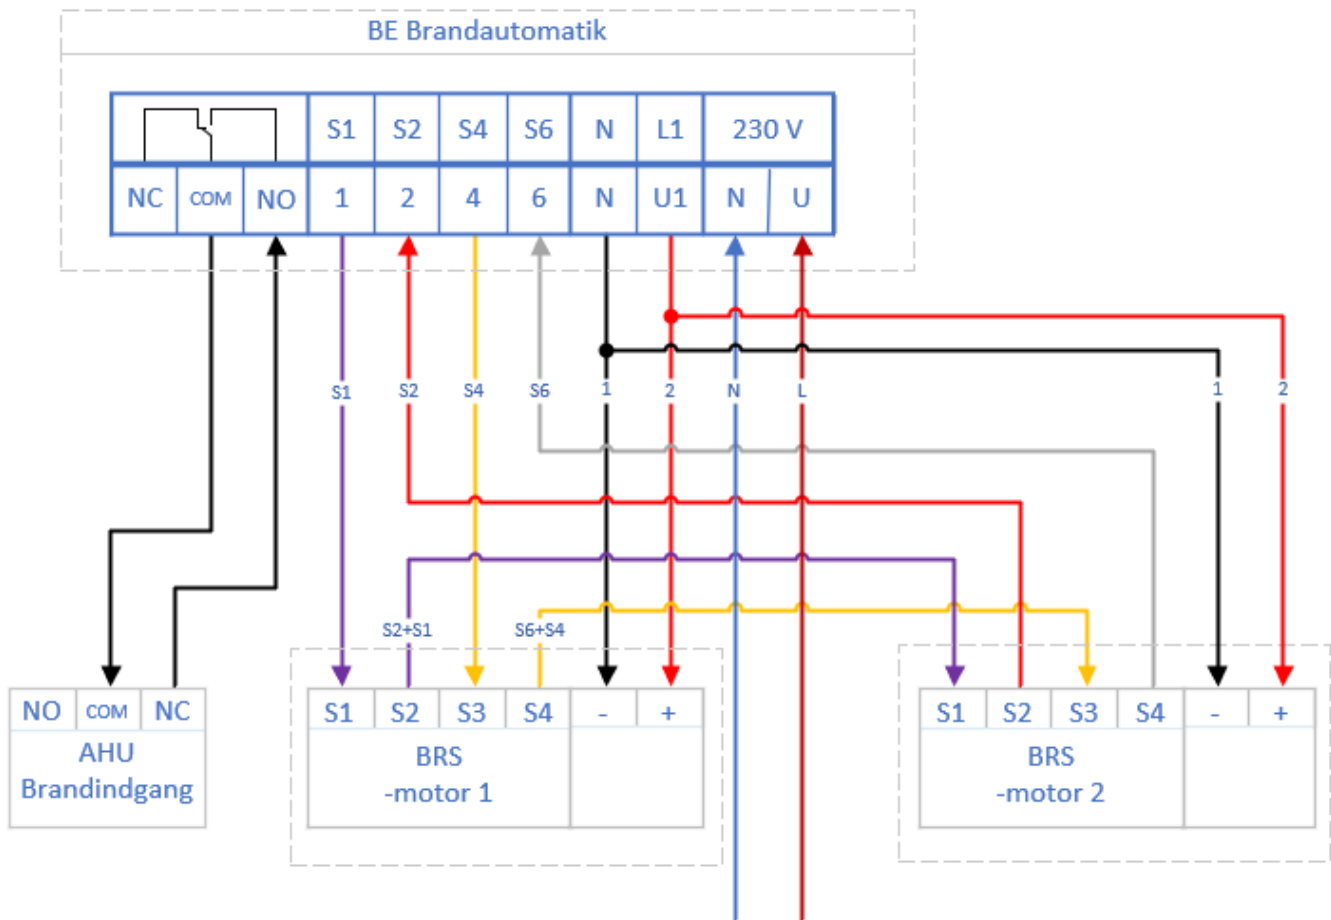 BE Brandautomatik
S1 S2 S4 S6 N L1 230 V
NC COM NO 1 2 4 6 N U1 N U
S1 S2 S4 S6 1 2 N L 1 2
S2+S1 S6+S4
NO COM NC
AHU
Brandindgang
S1 S2 S3 S4 - +
BRS
-motor 1
S1 S2 S3 S4 - +
BRS
-motor 2